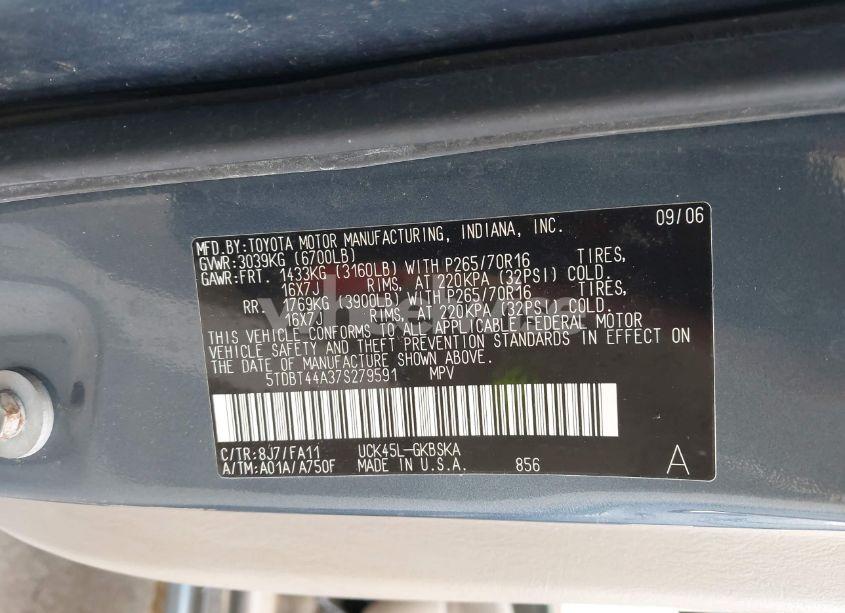 09/06
MFD.BY:TOYOTA MOTOR MANUFACTURING, INDIANA, INC.
GVWR:3039KG (6700LB)
GAWR:FRT. 1433KG (3160LB) WITH P265/70R16 TIRES,
16X7J RIMS, AT 220KPA (32PSI) COLD.
RR. 1769KG (3900LB) WITH P265/70R16 TIRES,
16X7J RIMS, AT 220KPA (32PSI) COLD.
THIS VEHICLE CONFORMS TO ALL APPLICABLE FEDERAL MOTOR
VEHICLE SAFETY AND THEFT PREVENTION STANDARDS IN EFFECT ON
THE DATE OF MANUFACTURE SHOWN ABOVE.
5TDBT44A37S279591 MPV
C/TR:8J7/FA11 UCK45L-GKBSKA
A/TM:A01A/A750F MADE IN U.S.A. 856 A